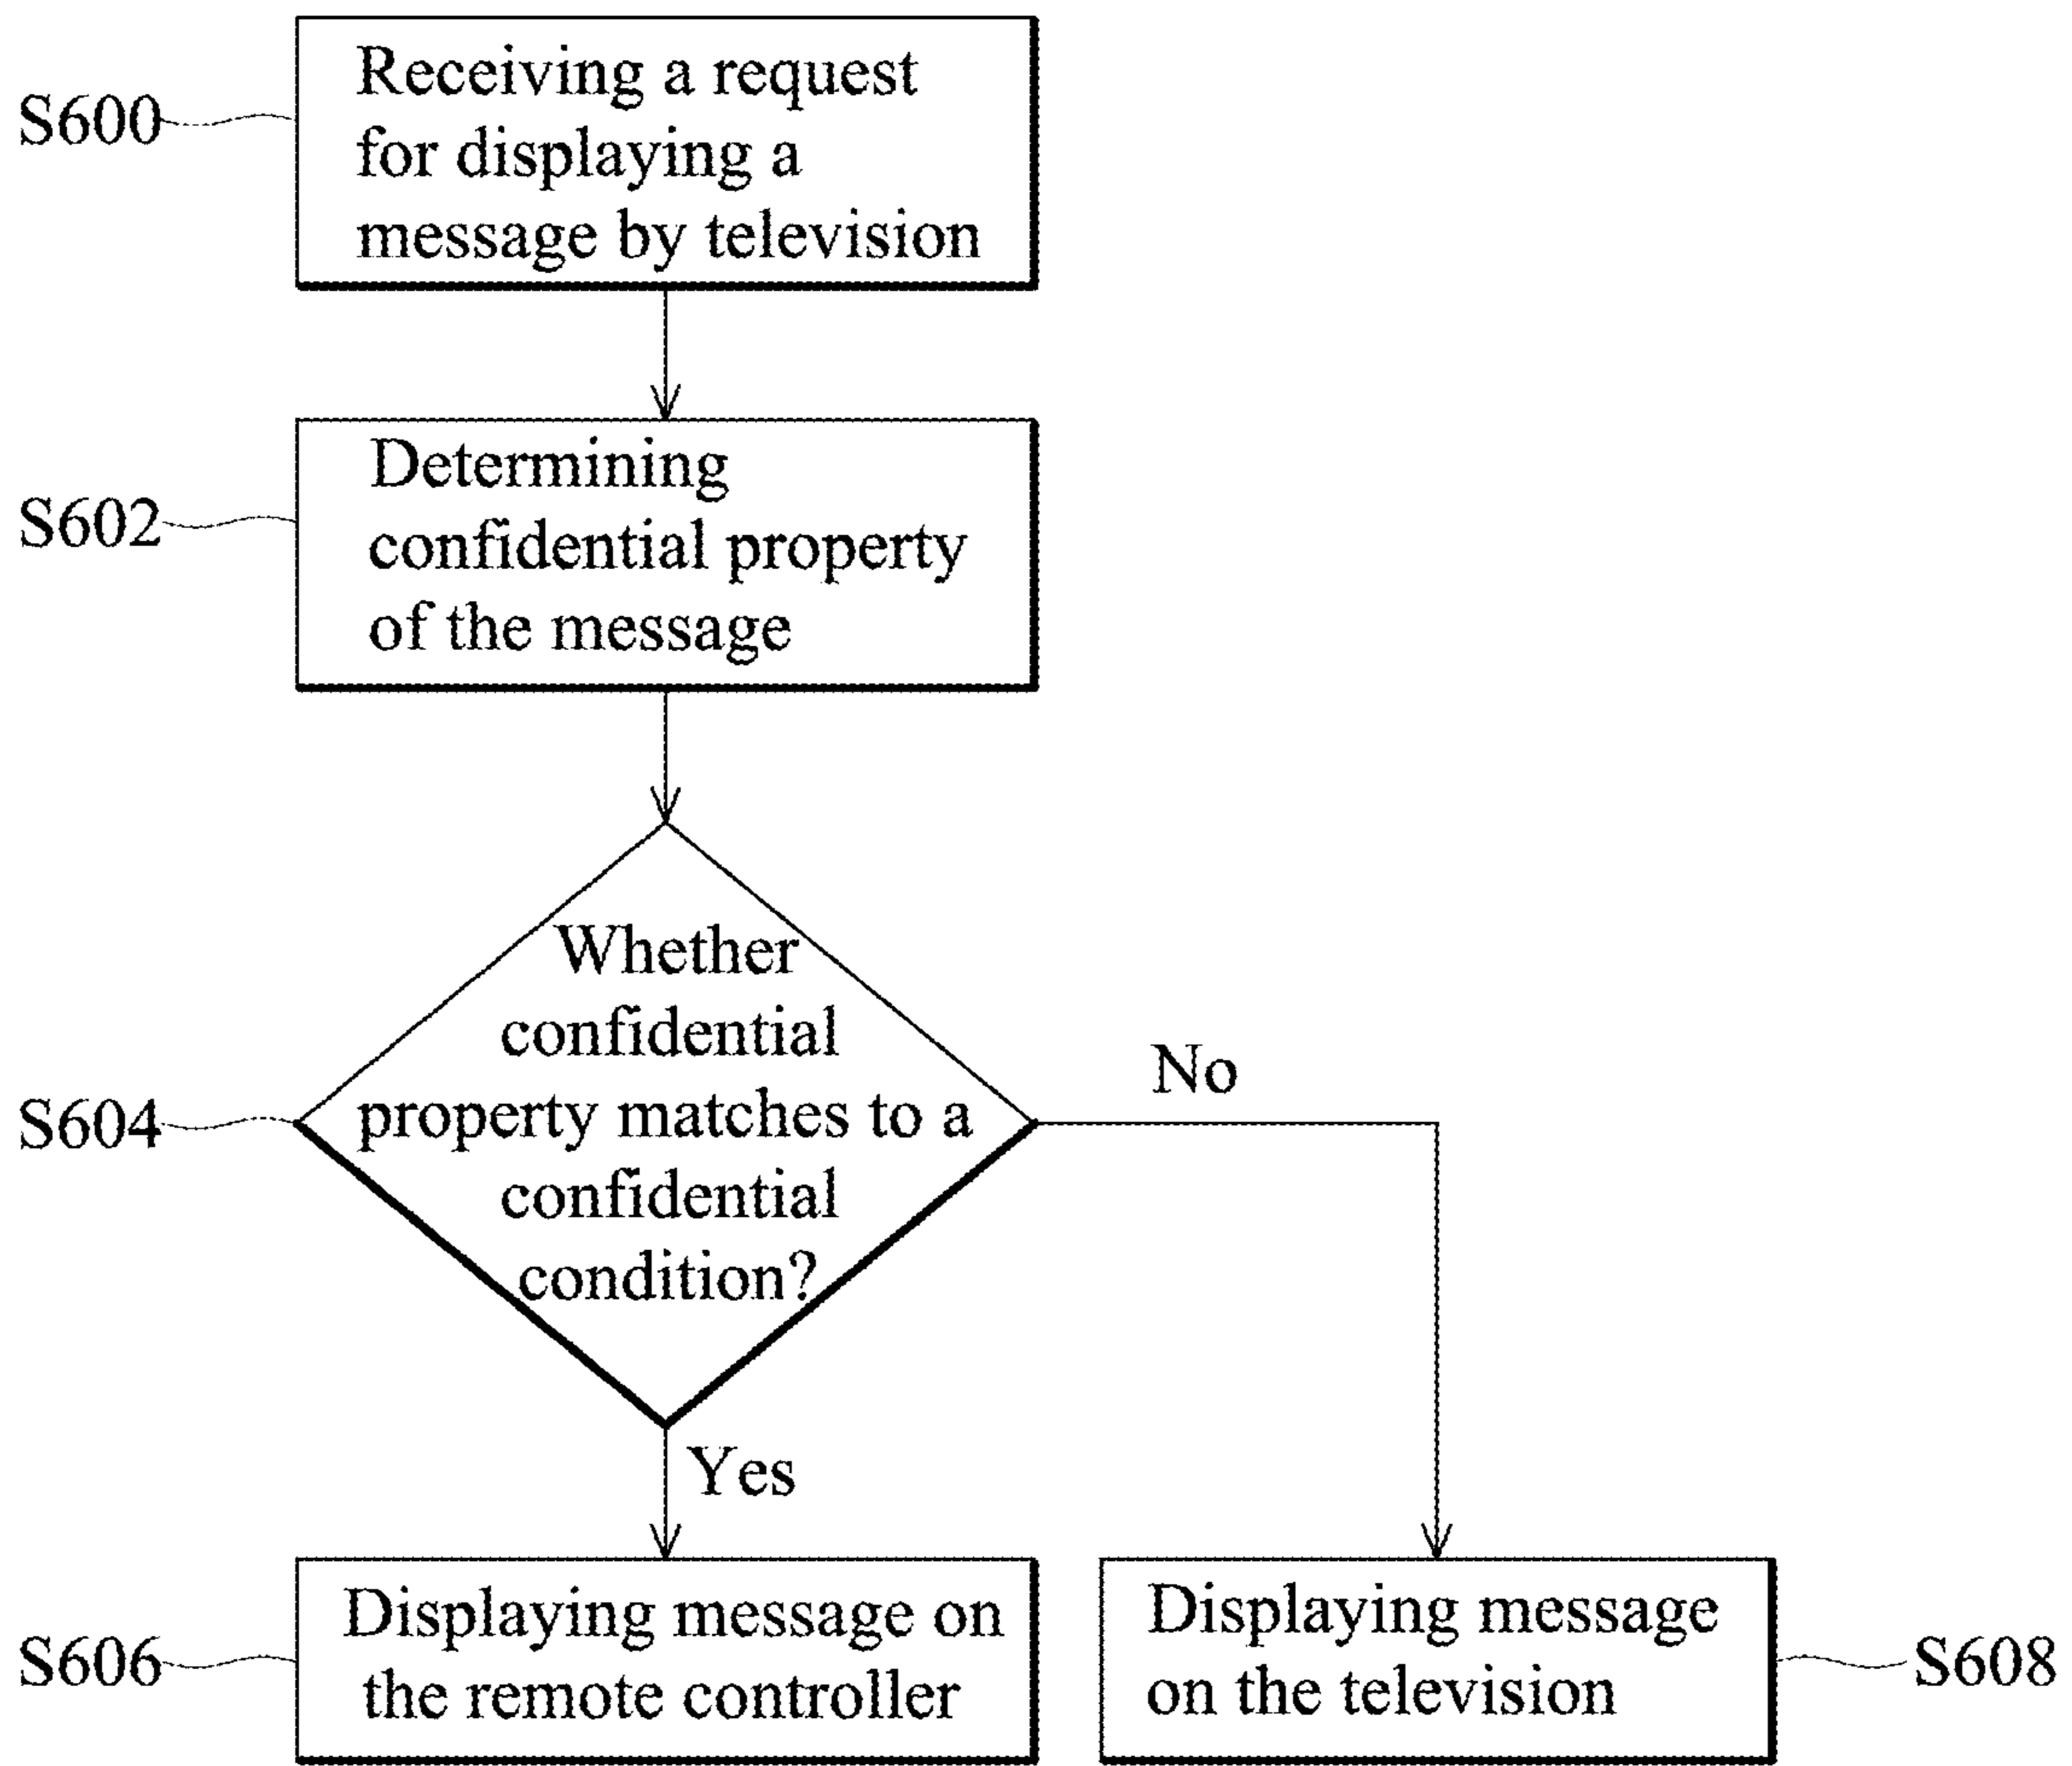 S600
Receiving a request
for displaying a
message by television
S602
Determining
confidential property
of the message
S604
Whether
confidential
property matches to a
confidential
condition?
No
Yes
S606
Displaying message on
the remote controller
Displaying message
on the television
S608